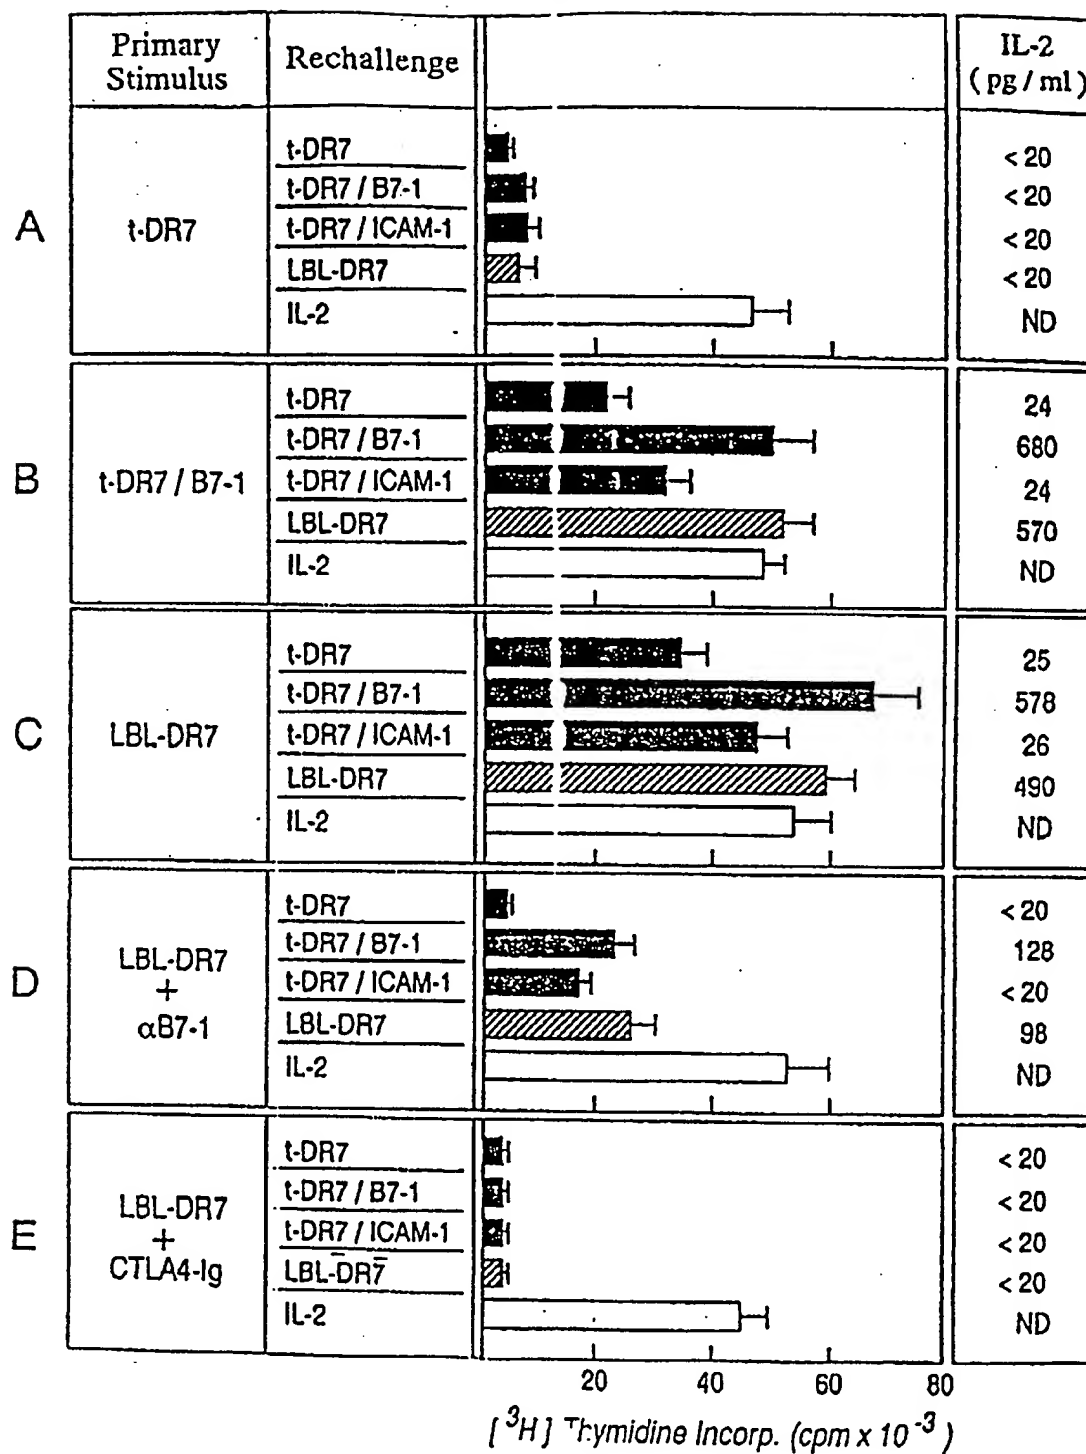 Primary Stimulus
Rechallenge
IL-2 (pg / ml)
A
t-DR7
t-DR7 < 20
t-DR7 / B7-1 < 20
t-DR7 / ICAM-1 < 20
LBL-DR7 < 20
IL-2 ND
B
t-DR7 / B7-1
t-DR7 24
t-DR7 / B7-1 680
t-DR7 / ICAM-1 24
LBL-DR7 570
IL-2 ND
C
LBL-DR7
t-DR7 25
t-DR7 / B7-1 578
t-DR7 / ICAM-1 26
LBL-DR7 490
IL-2 ND
D
LBL-DR7
+
αB7-1
t-DR7 < 20
t-DR7 / B7-1 128
t-DR7 / ICAM-1 < 20
LBL-DR7 98
IL-2 ND
E
LBL-DR7
+
CTLA4-Ig
t-DR7 < 20
t-DR7 / B7-1 < 20
t-DR7 / ICAM-1 < 20
LBL-DR7 < 20
IL-2 ND
20 40 60 80
[³H] Thymidine Incorp. (cpm x 10⁻³)